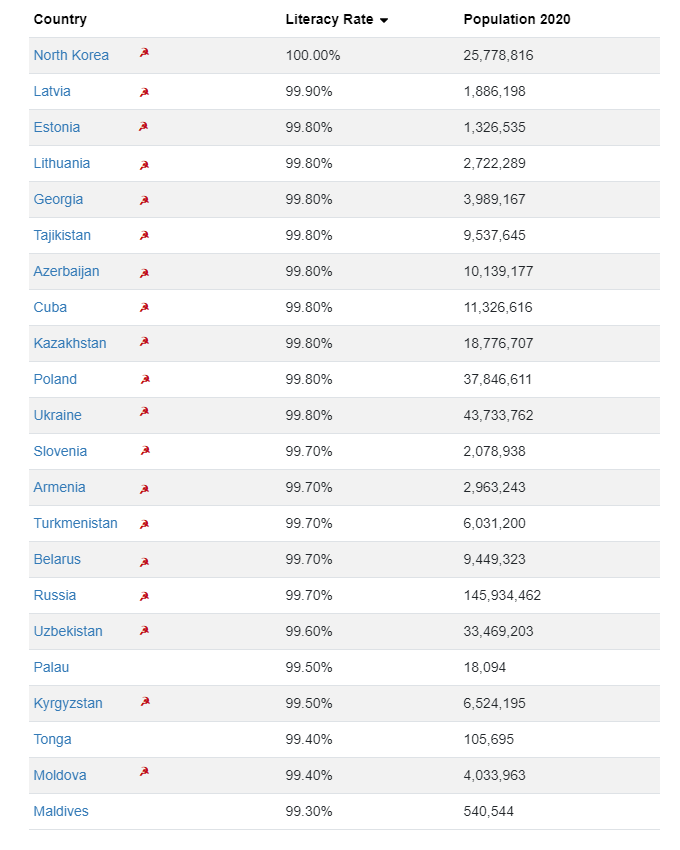 Country Literacy Rate Population 2020
North Korea 100.00% 25,778,816
Latvia 99.90% 1,886,198
Estonia 99.80% 1,326,535
Lithuania 99.80% 2,722,289
Georgia 99.80% 3,989,167
Tajikistan 99.80% 9,537,645
Azerbaijan 99.80% 10,139,177
Cuba 99.80% 11,326,616
Kazakhstan 99.80% 18,776,707
Poland 99.80% 37,846,611
Ukraine 99.80% 43,733,762
Slovenia 99.70% 2,078,938
Armenia 99.70% 2,963,243
Turkmenistan 99.70% 6,031,200
Belarus 99.70% 9,449,323
Russia 99.70% 145,934,462
Uzbekistan 99.60% 33,469,203
Palau 99.50% 18,094
Kyrgyzstan 99.50% 6,524,195
Tonga 99.40% 105,695
Moldova 99.40% 4,033,963
Maldives 99.30% 540,544